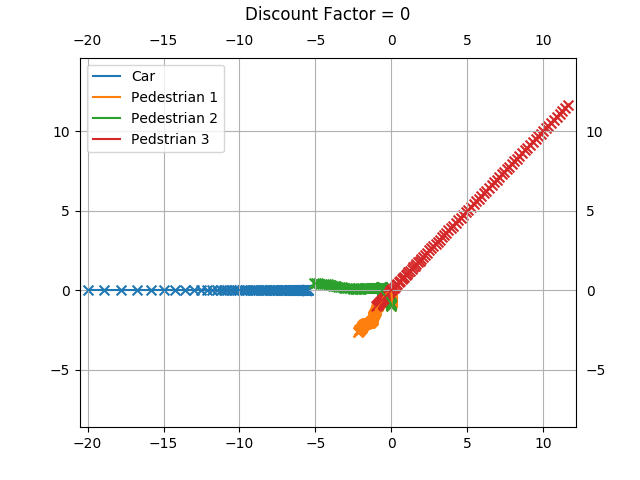 Discount Factor = 0
−20 −15 −10 −5 0 5 10
Car
Pedestrian 1
Pedestrian 2
Pedstrian 3
10 10
5 5
0 0
−5 −5
−20 −15 −10 −5 0 5 10